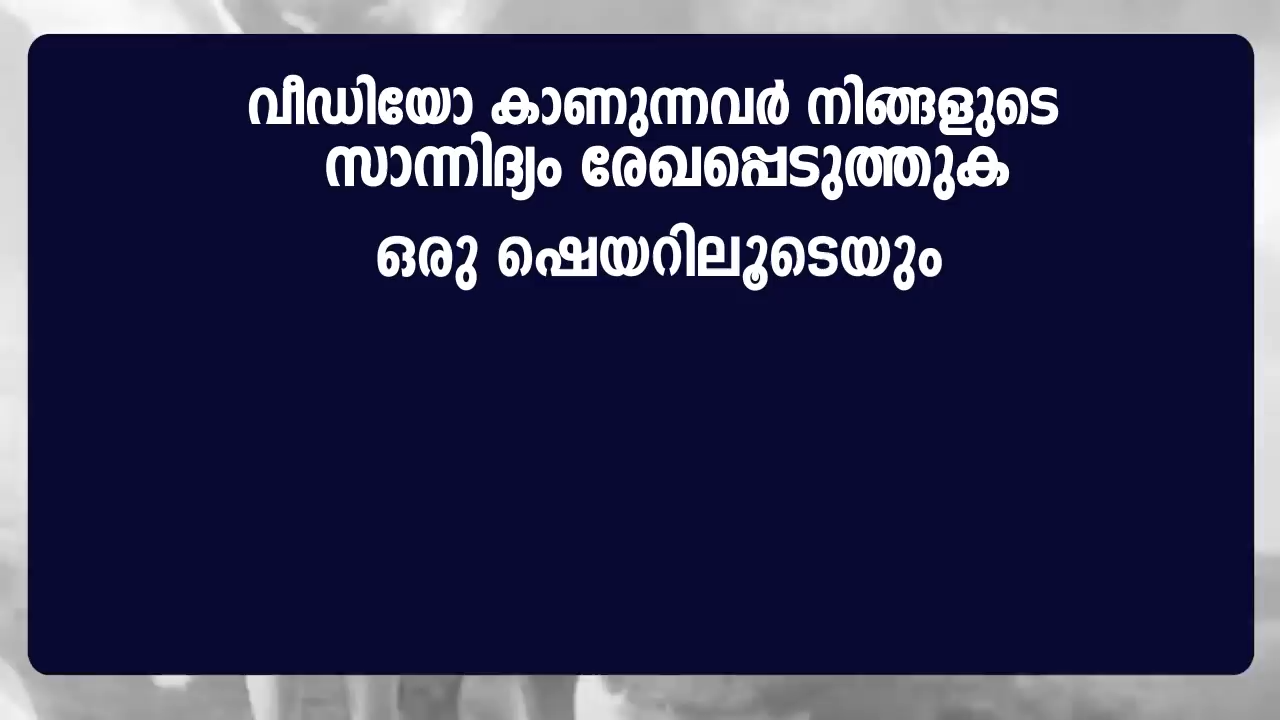 വീഡിയോ കാണുന്നവർ നിങ്ങളുടെ
സാന്നിദ്യം രേഖപ്പെടുത്തുക
ഒരു ഷെയറിലൂടെയും